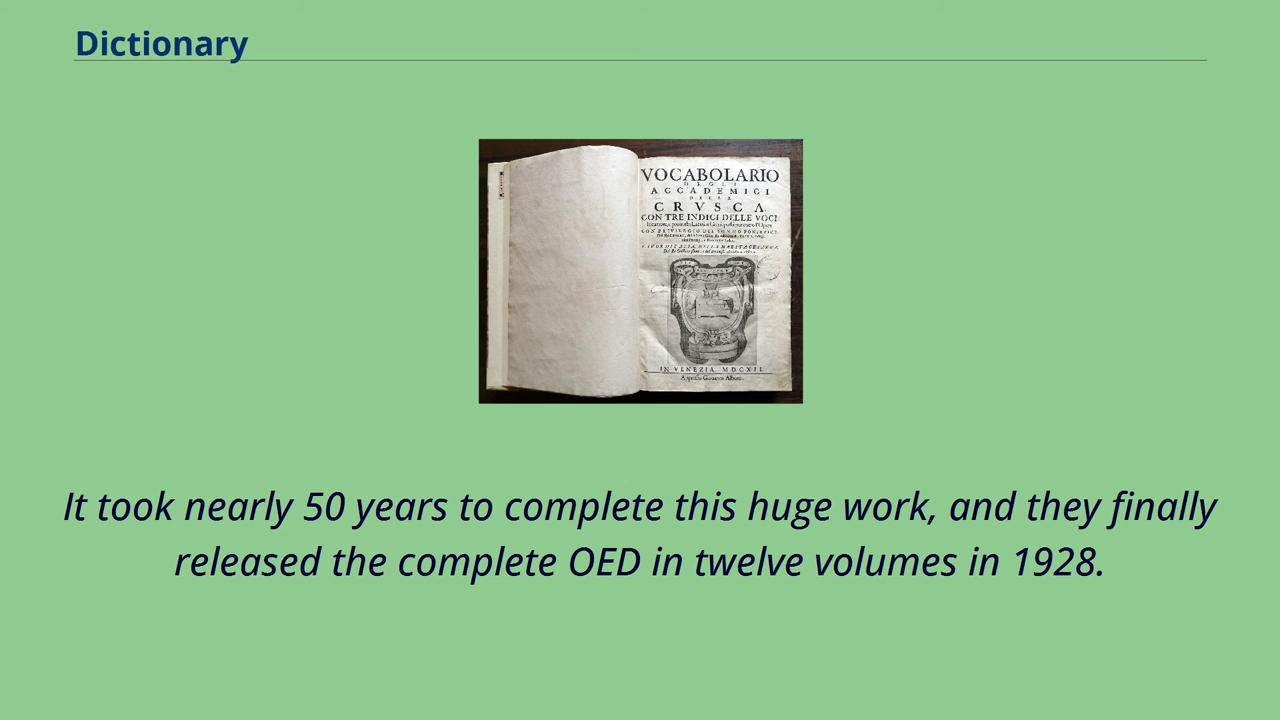 Dictionary
VOCABOLARIO
DEGLI
ACCADEMICI
DELLA
CRVSCA
CON TRE INDICI DELLE VOCI
IN VENEZIA MDCXII
It took nearly 50 years to complete this huge work, and they finally
released the complete OED in twelve volumes in 1928.